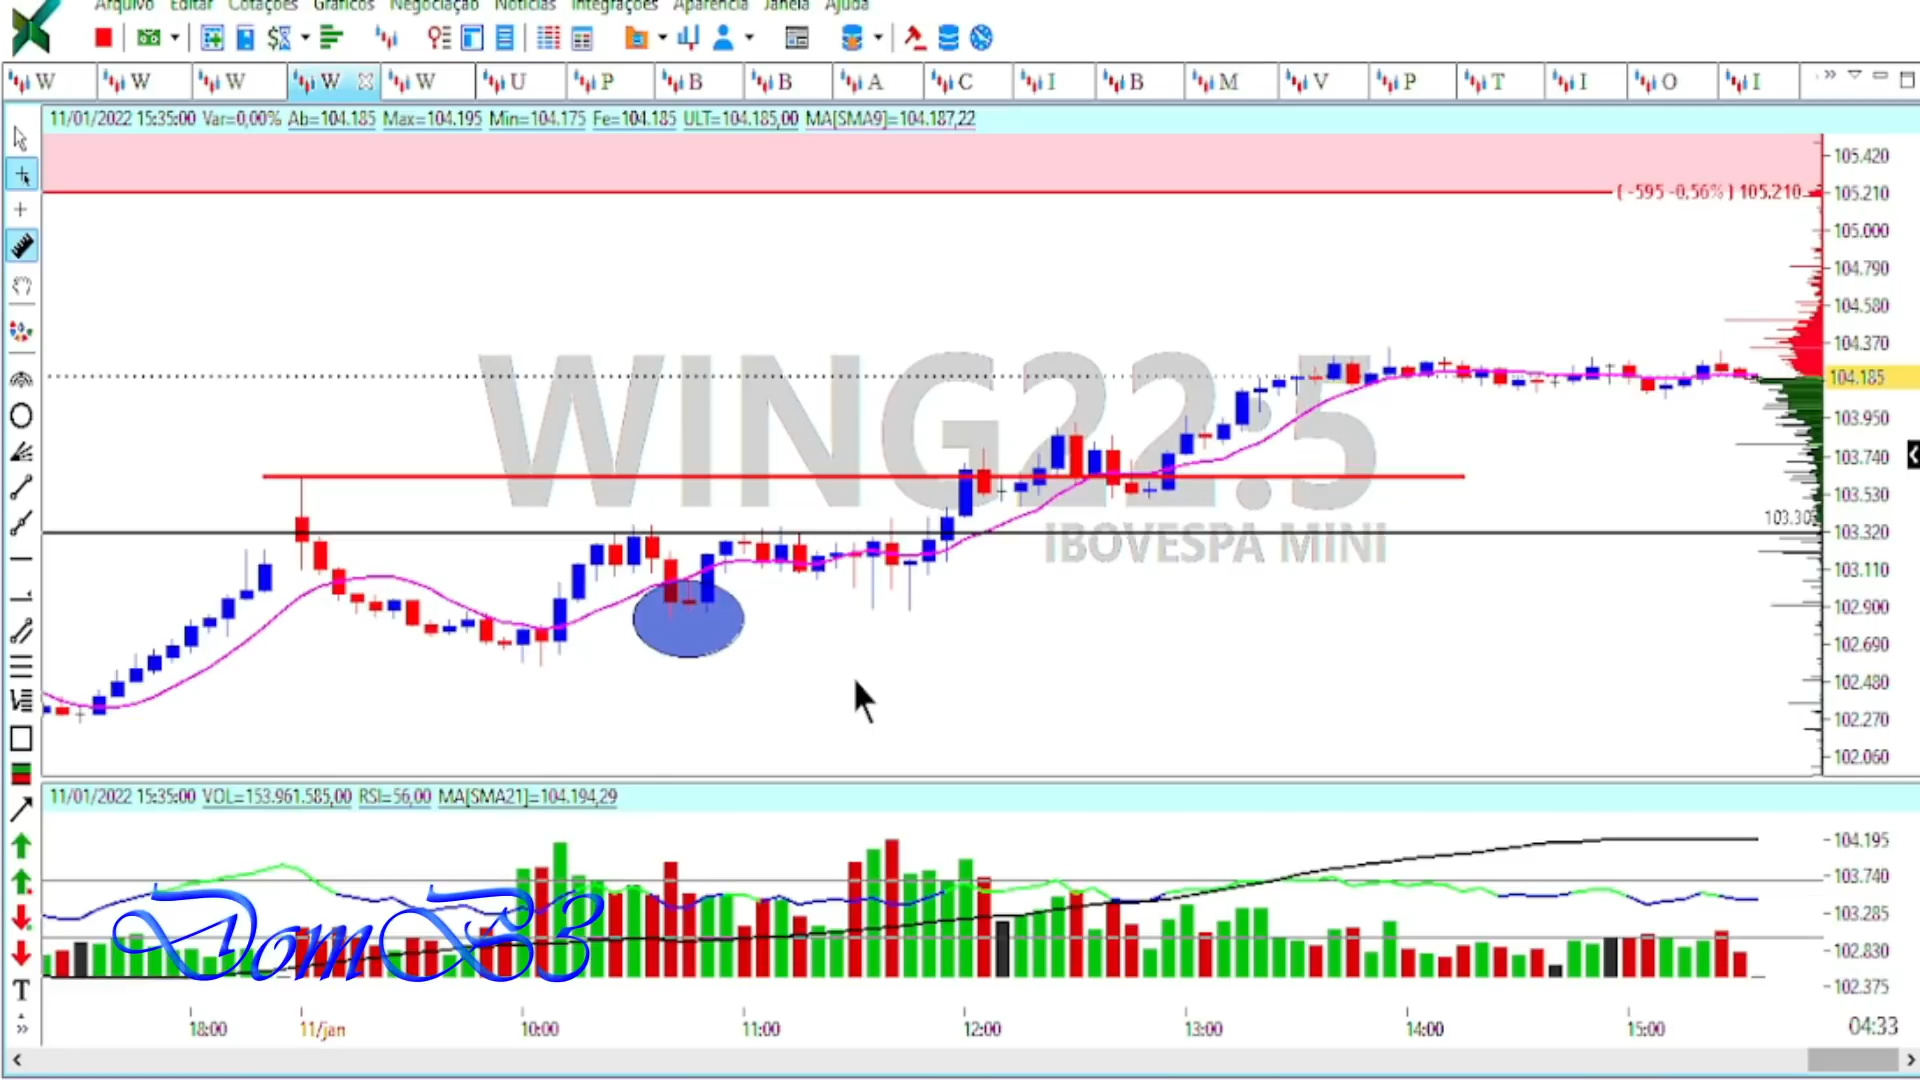 Arquivo Editar Cotações Gráficos Negociação Notícias Integrações Aparência Janela Ajuda
W W W W W U P B B A C I B M V P T I O I
11/01/2022 15:35:00 Var=0,00% Ab=104.185 Max=104.195 Min=104.175 Fe=104.185 ULT=104.185,00 MA[SMA9]=104.187,22
105.420
( -595 -0,56% ) 105.210
105.210
105.000
104.790
104.580
104.370
104.185
103.950
103.740
103.530
103.320
103.110
102.900
102.690
102.480
102.270
102.060
WING22:5
IBOVESPA MINI
103.30
11/01/2022 15:35:00 VOL=153.961.585,00 RSI=56,00 MA[SMA21]=104.194,29
104.195
103.740
103.285
102.830
102.375
DomB3
T
18:00 11/jan 10:00 11:00 12:00 13:00 14:00 15:00 04:33